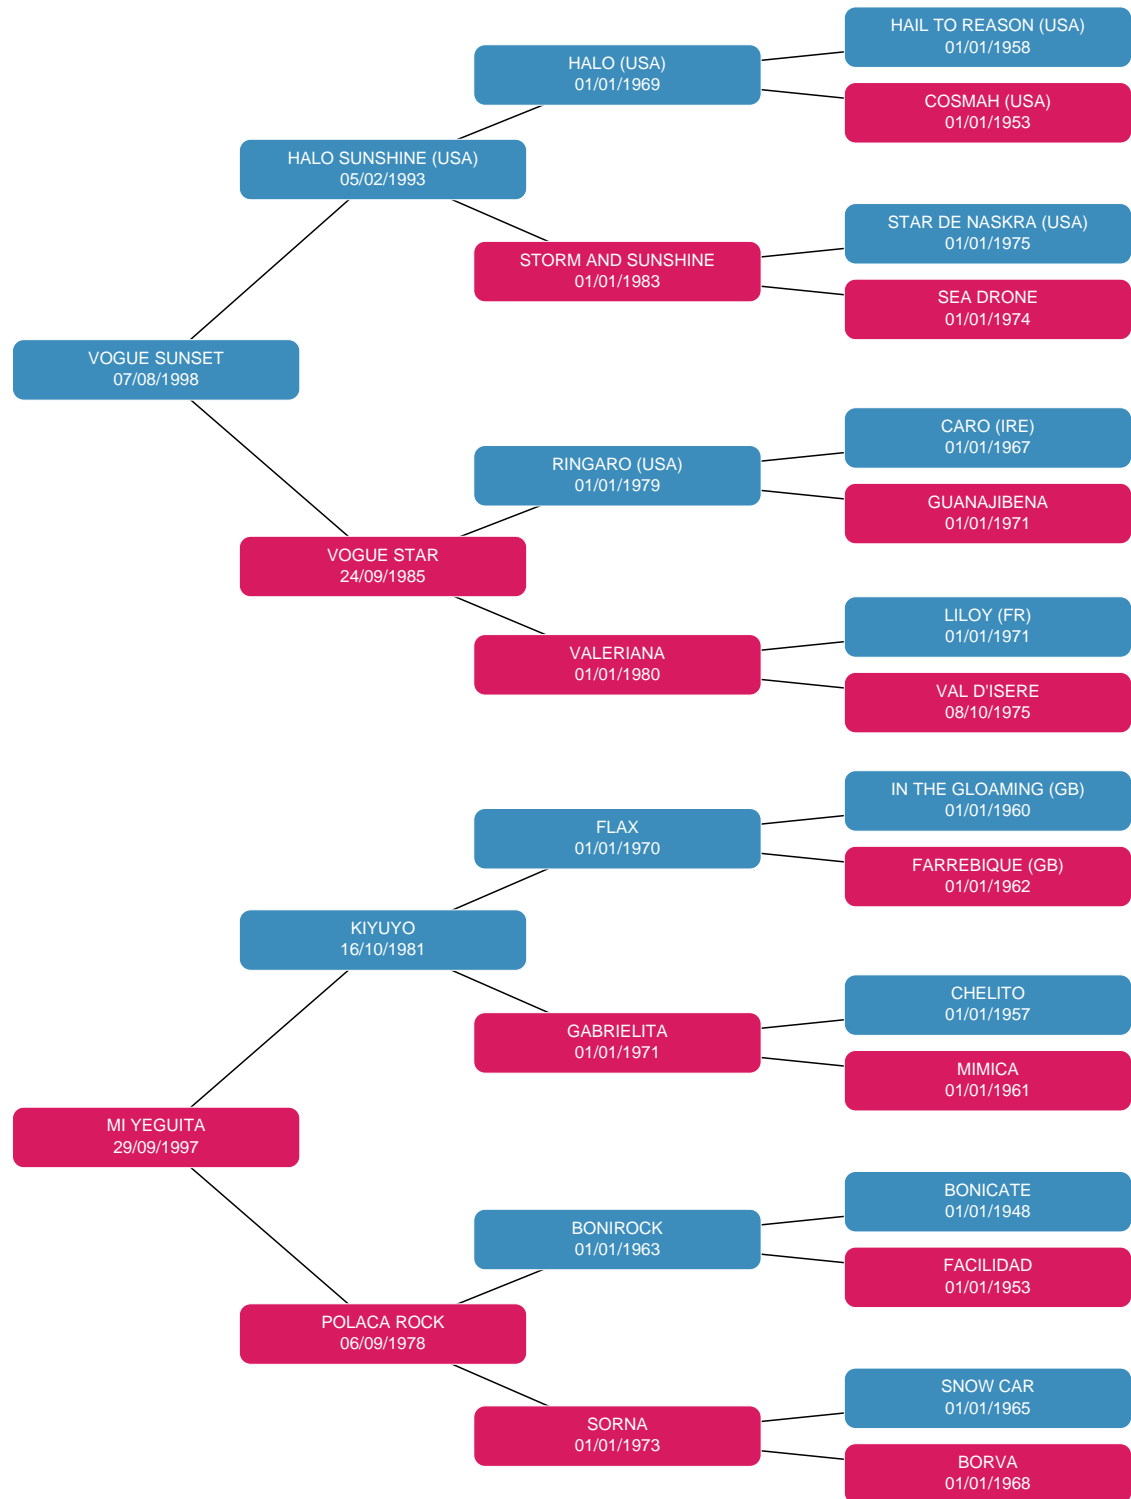 HAIL TO REASON (USA)
01/01/1958
HALO (USA)
01/01/1969
COSMAH (USA)
01/01/1953
HALO SUNSHINE (USA)
05/02/1993
STAR DE NASKRA (USA)
01/01/1975
STORM AND SUNSHINE
01/01/1983
SEA DRONE
01/01/1974
VOGUE SUNSET
07/08/1998
CARO (IRE)
01/01/1967
RINGARO (USA)
01/01/1979
GUANAJIBENA
01/01/1971
VOGUE STAR
24/09/1985
LILOY (FR)
01/01/1971
VALERIANA
01/01/1980
VAL D'ISERE
08/10/1975
IN THE GLOAMING (GB)
01/01/1960
FLAX
01/01/1970
FARREBIQUE (GB)
01/01/1962
KIYUYO
16/10/1981
CHELITO
01/01/1957
GABRIELITA
01/01/1971
MIMICA
01/01/1961
MI YEGUITA
29/09/1997
BONICATE
01/01/1948
BONIROCK
01/01/1963
FACILIDAD
01/01/1953
POLACA ROCK
06/09/1978
SNOW CAR
01/01/1965
SORNA
01/01/1973
BORVA
01/01/1968